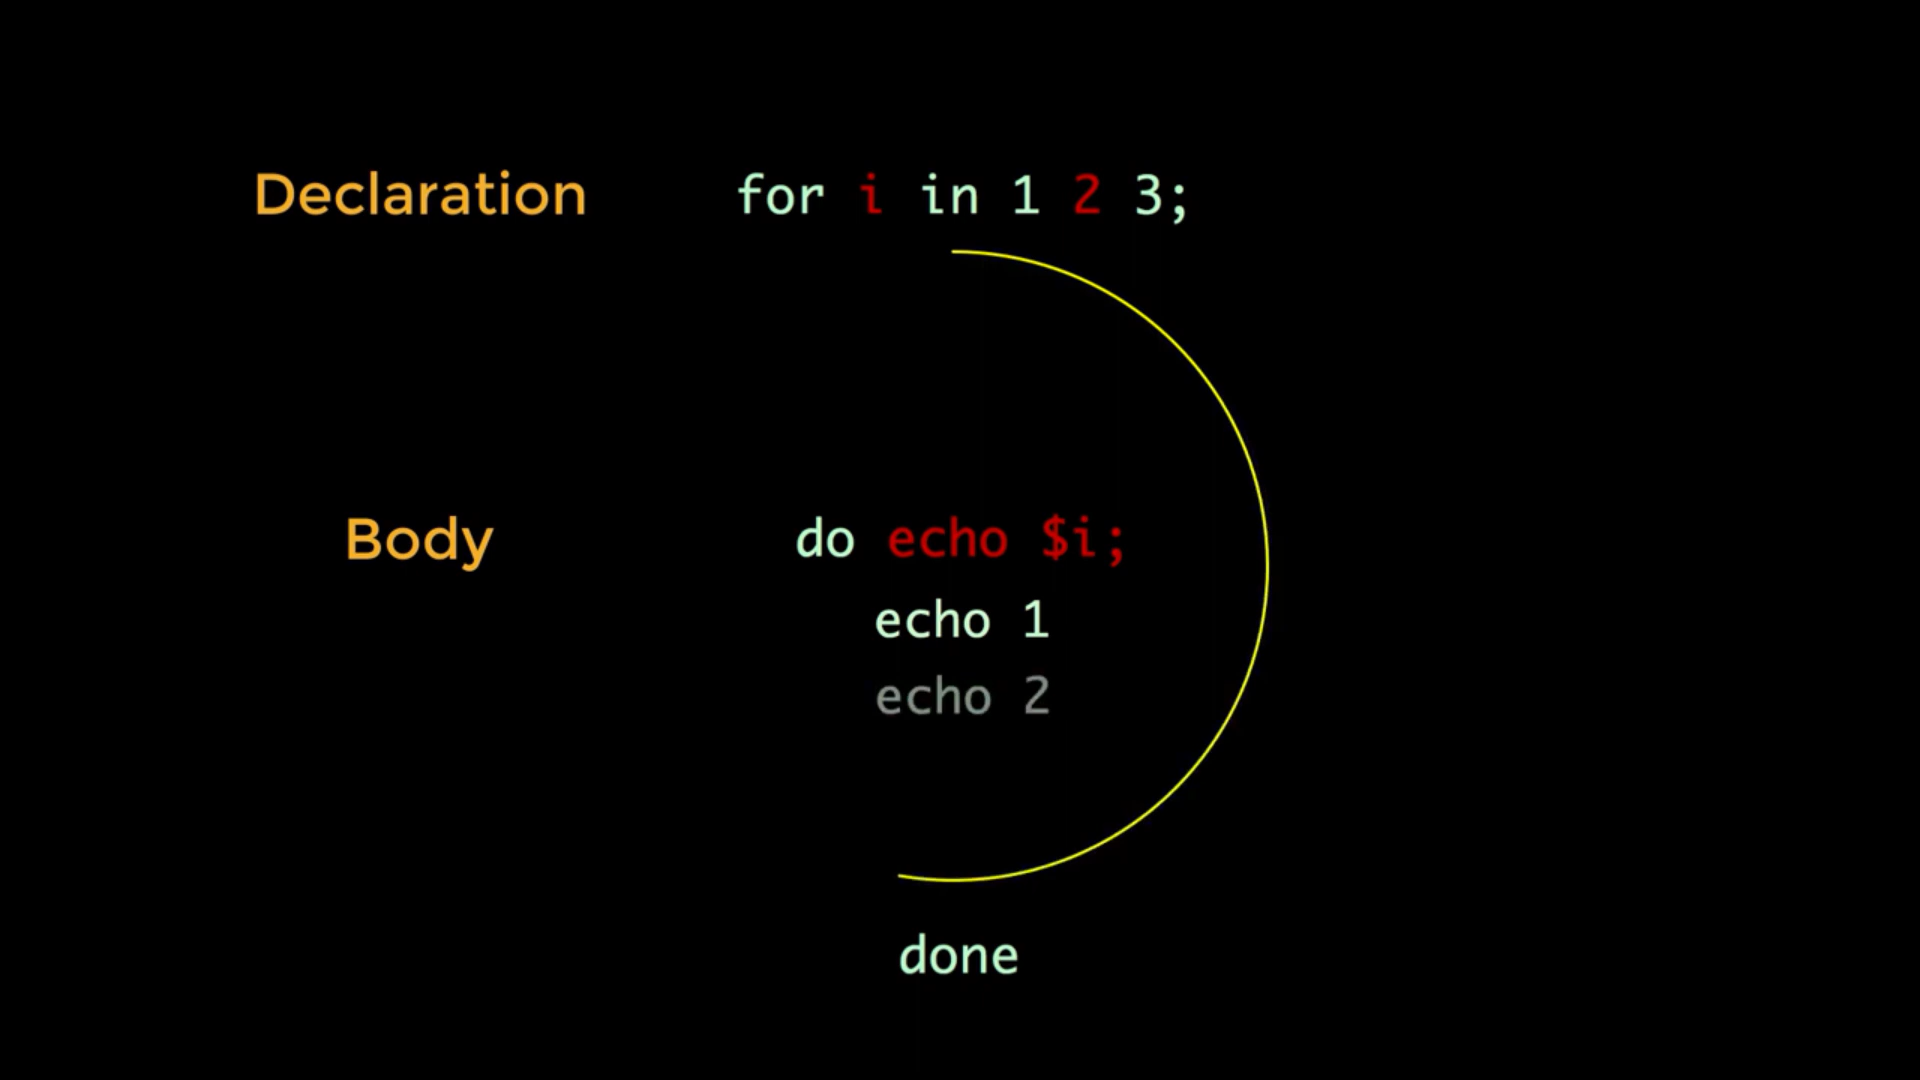 Declaration for i in 1 2 3;
Body do echo $i;
echo 1
echo 2
done